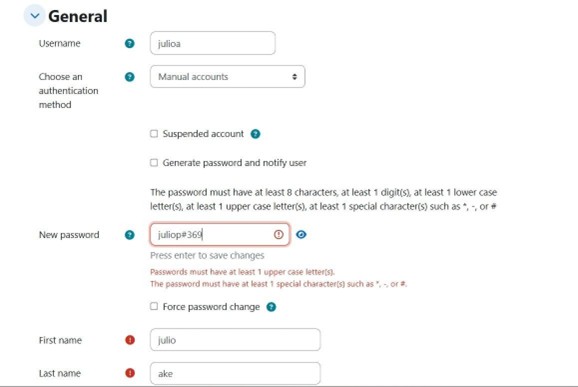 General
Username
julioa
Choose an
authentication
method
Manual accounts
Suspended account
Generate password and notify user
The password must have at least 8 characters, at least 1 digit(s), at least 1 lower case
letter(s), at least 1 upper case letter(s), at least 1 special character(s) such as *, -, or #
New password
juliop#369
Press enter to save changes
Passwords must have at least 1 upper case letter(s).
The password must have at least 1 special character(s) such as *, -, or #.
Force password change
First name
julio
Last name
ake